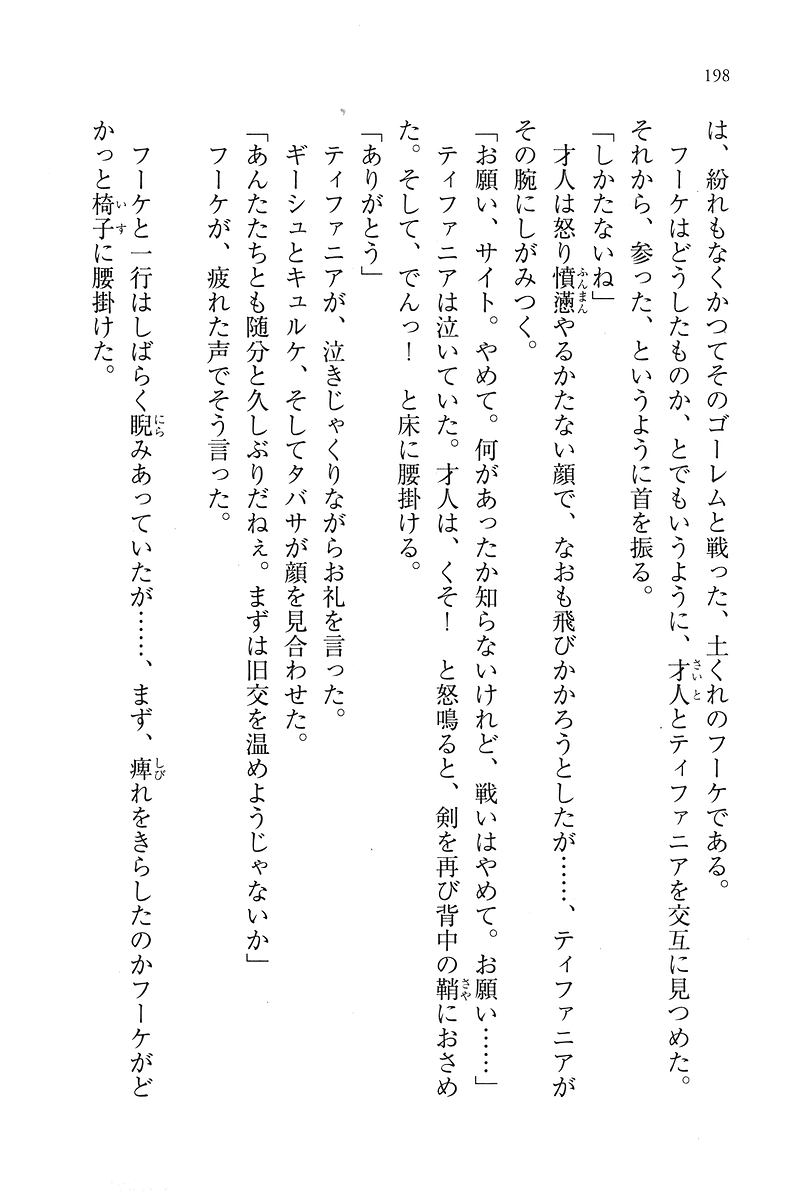 198
は、紛れもなくかつてそのゴーレムと戦った、土くれのフーケである。
　フーケはどうしたものか、とでもいうように、才人とティファニアを交互に見つめた。
それから、参った、というように首を振る。
「しかたないね」
　才人は怒り憤懣やるかたない顔で、なおも飛びかかろうとしたが……、ティファニアが
その腕にしがみつく。
「お願い、サイト。やめて。何があったか知らないけれど、戦いはやめて。お願い……」
　ティファニアは泣いていた。才人は、くそ！　と怒鳴ると、剣を再び背中の鞘におさめ
た。そして、でんっ！　と床に腰掛ける。
「ありがとう」
　ティファニアが、泣きじゃくりながらお礼を言った。
　ギーシュとキュルケ、そしてタバサが顔を見合わせた。
「あんたたちとも随分と久しぶりだねぇ。まずは旧交を温めようじゃないか」
　フーケが、疲れた声でそう言った。
　フーケと一行はしばらく睨みあっていたが……、まず、痺れをきらしたのかフーケがど
かっと椅子に腰掛けた。